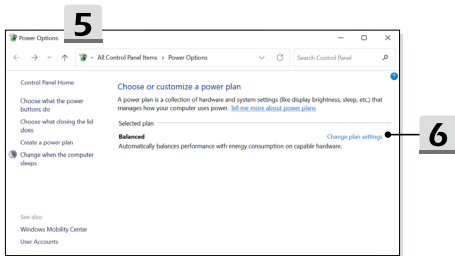 5
Power Options
All Control Panel Items › Power Options
Search Control Panel
Control Panel Home
Choose what the power
buttons do
Choose what closing the lid
does
Create a power plan
Change when the computer
sleeps
See also
Windows Mobility Center
User Accounts
Choose or customize a power plan
A power plan is a collection of hardware and system settings (like display brightness, sleep, etc.) that
manages how your computer uses power. Tell me more about power plans
Selected plan
Balanced
Change plan settings
Automatically balances performance with energy consumption on capable hardware.
6